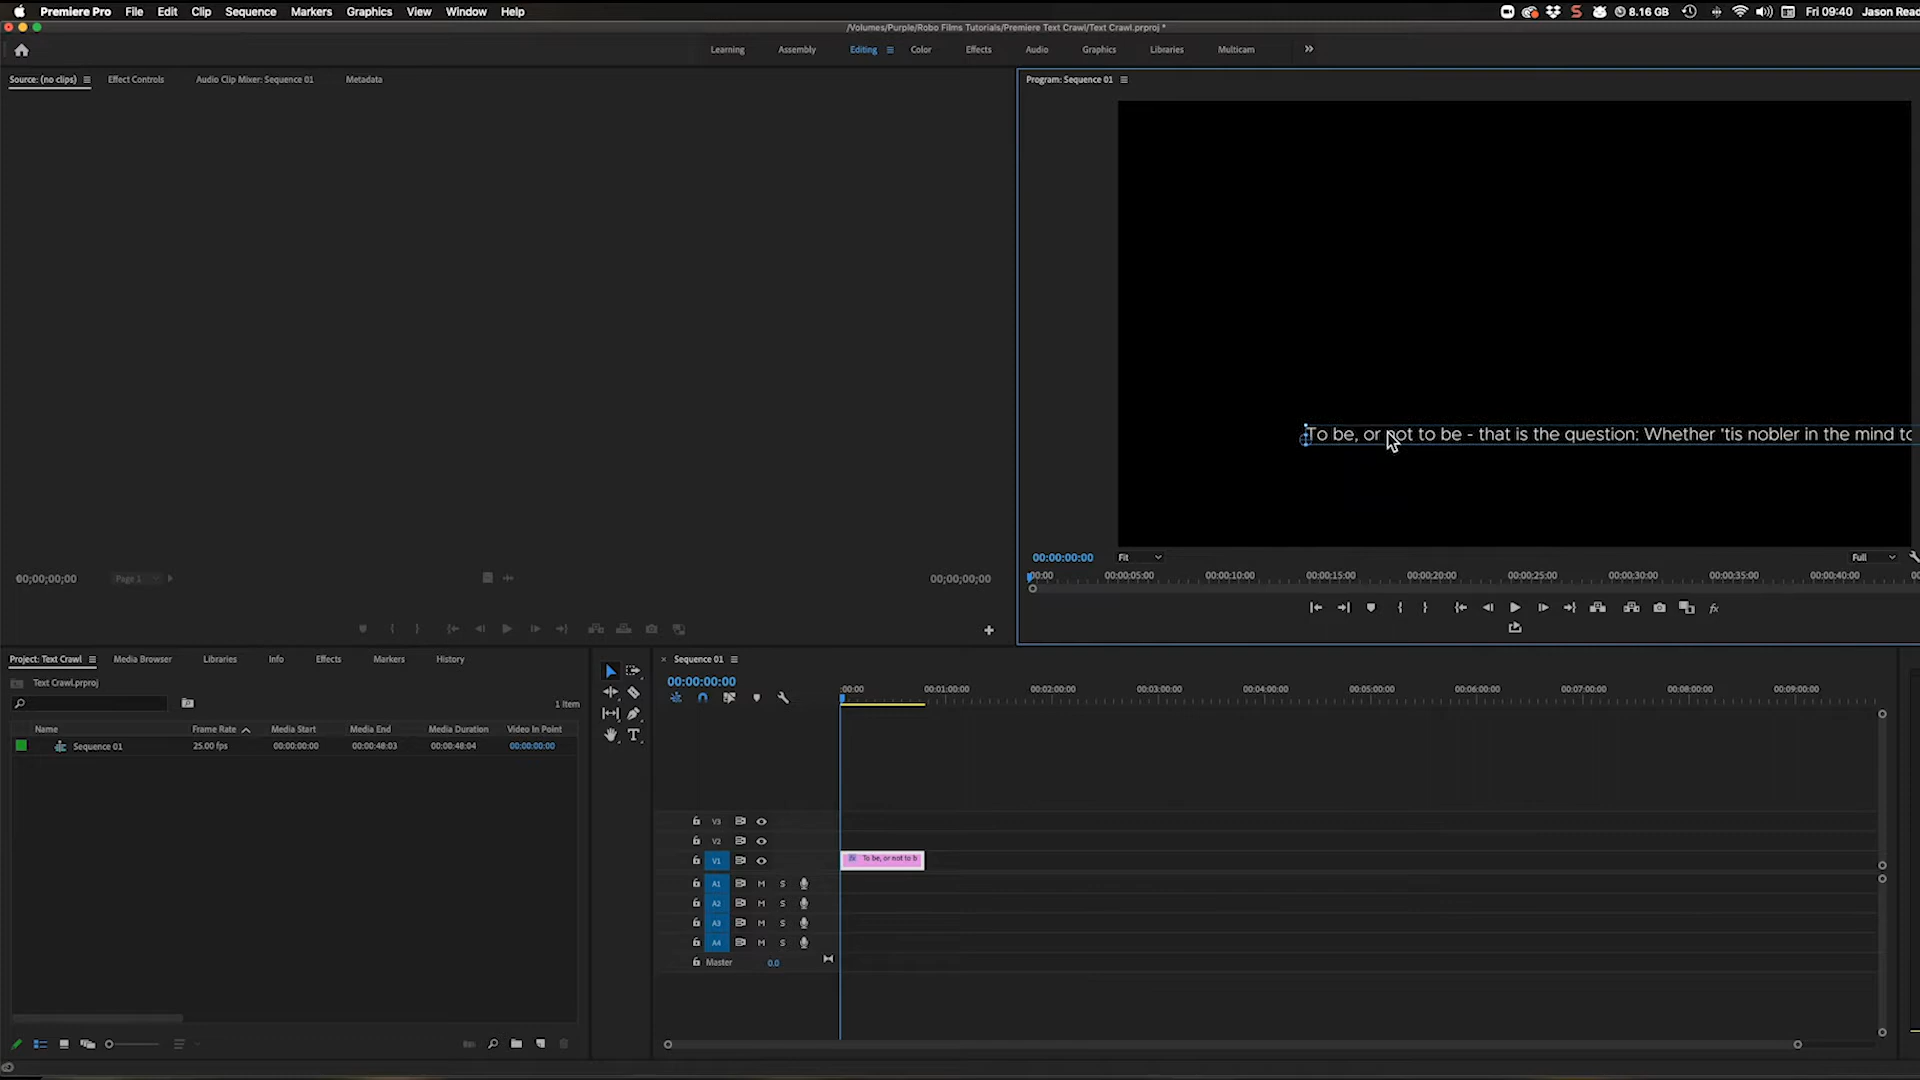 Premiere Pro File Edit Clip Sequence Markers Graphics View Window Help 8.16 GB Fri 09:40 Jason Read
/Volumes/Purple/Robo Films Tutorials/Premiere Text Crawl/Text Crawl.prproj *
Learning Assembly Editing Color Effects Audio Graphics Libraries Multicam
Source: (no clips) Effect Controls Audio Clip Mixer: Sequence 01 Metadata
Program: Sequence 01
To be, or not to be - that is the question: Whether 'tis nobler in the mind to
00:00:00:00 Fit Full
:00:00 00:00:05:00 00:00:10:00 00:00:15:00 00:00:20:00 00:00:25:00 00:00:30:00 00:00:35:00 00:00:40:00
00;00;00;00 Page 1 00;00;00;00
Project: Text Crawl Media Browser Libraries Info Effects Markers History
Text Crawl.prproj
1 Item
Name Frame Rate Media Start Media End Media Duration Video In Point
Sequence 01 25.00 fps 00:00:00:00 00:00:48:03 00:00:48:04 00:00:00:00
Sequence 01
00:00:00:00
:00:00 00:01:00:00 00:02:00:00 00:03:00:00 00:04:00:00 00:05:00:00 00:06:00:00 00:07:00:00 00:08:00:00 00:09:00:00
V3
V2
V1 To be, or not to b
A1 M S
A2 M S
A3 M S
A4 M S
Master 0.0